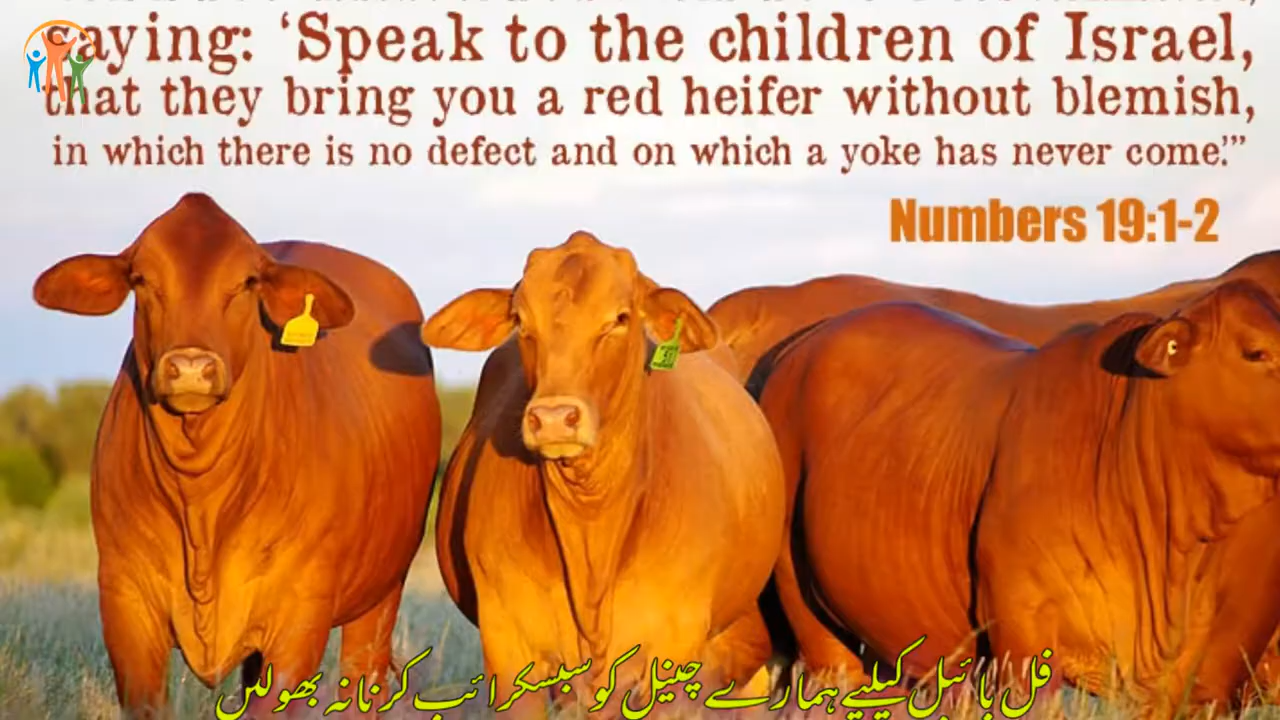 saying: ‘Speak to the children of Israel,
that they bring you a red heifer without blemish,
in which there is no defect and on which a yoke has never come.’”
Numbers 19:1-2
فل بائبل کیلیے ہمارے چینل کو سبسکرائب کرنا نہ بھولیں